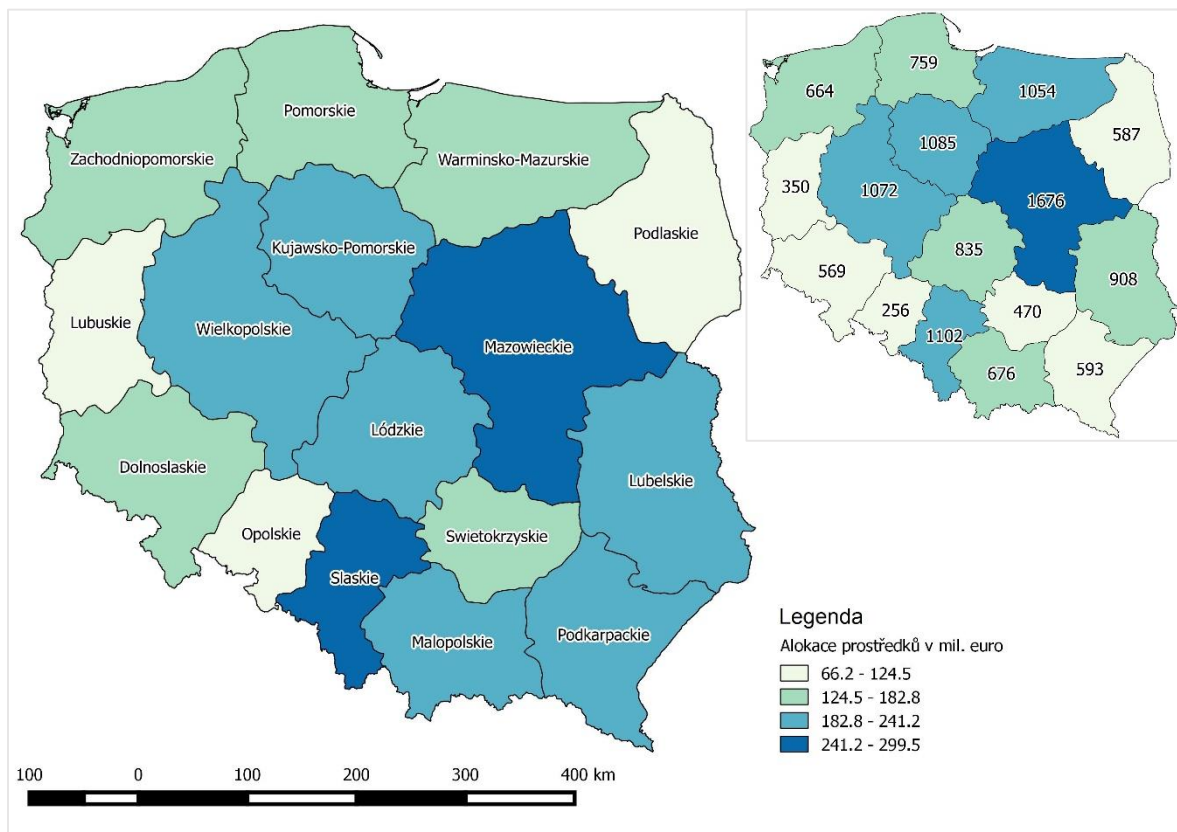 Pomorskie
Zachodniopomorskie
Warminsko-Mazurskie
Podlaskie
Kujawsko-Pomorskie
Lubuskie
Wielkopolskie
Mazowieckie
Lódzkie
Dolnoslaskie
Lubelskie
Opolskie
Swietokrzyskie
Slaskie
Malopolskie
Podkarpackie
759
664
1054
587
1085
350
1072
1676
835
569
908
256
470
1102
676
593
Legenda
Alokace prostředků v mil. euro
66.2 - 124.5
124.5 - 182.8
182.8 - 241.2
241.2 - 299.5
100 0 100 200 300 400 km